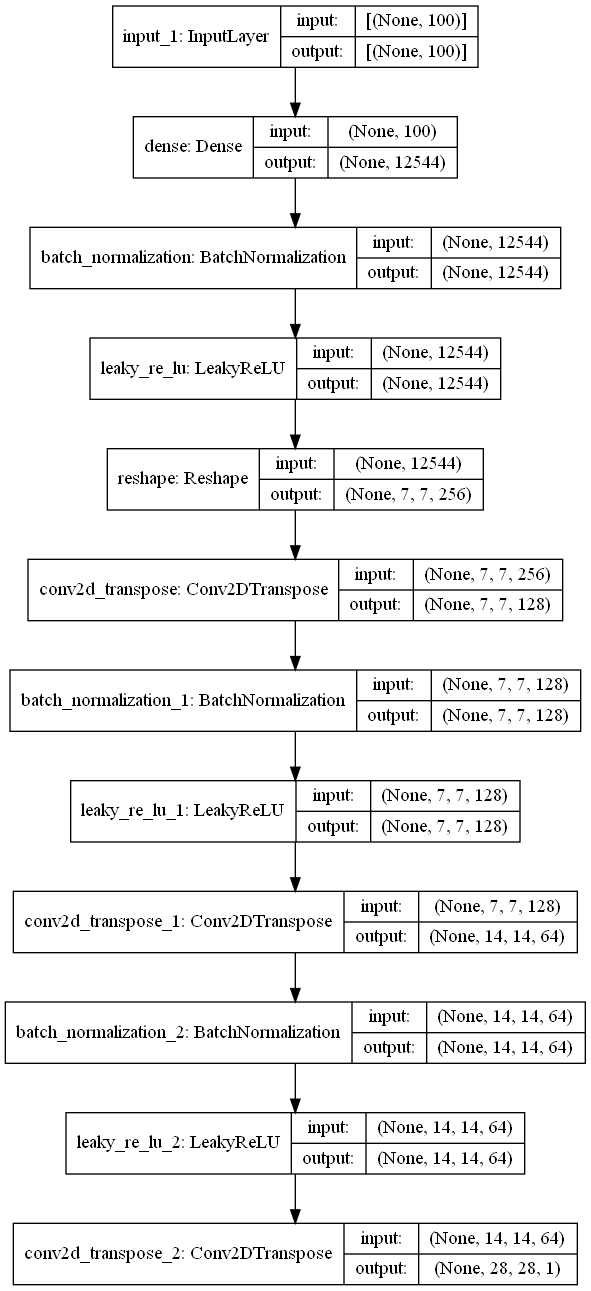 input_1: InputLayer
input: [(None, 100)]
output: [(None, 100)]
dense: Dense
input: (None, 100)
output: (None, 12544)
batch_normalization: BatchNormalization
input: (None, 12544)
output: (None, 12544)
leaky_re_lu: LeakyReLU
input: (None, 12544)
output: (None, 12544)
reshape: Reshape
input: (None, 12544)
output: (None, 7, 7, 256)
conv2d_transpose: Conv2DTranspose
input: (None, 7, 7, 256)
output: (None, 7, 7, 128)
batch_normalization_1: BatchNormalization
input: (None, 7, 7, 128)
output: (None, 7, 7, 128)
leaky_re_lu_1: LeakyReLU
input: (None, 7, 7, 128)
output: (None, 7, 7, 128)
conv2d_transpose_1: Conv2DTranspose
input: (None, 7, 7, 128)
output: (None, 14, 14, 64)
batch_normalization_2: BatchNormalization
input: (None, 14, 14, 64)
output: (None, 14, 14, 64)
leaky_re_lu_2: LeakyReLU
input: (None, 14, 14, 64)
output: (None, 14, 14, 64)
conv2d_transpose_2: Conv2DTranspose
input: (None, 14, 14, 64)
output: (None, 28, 28, 1)